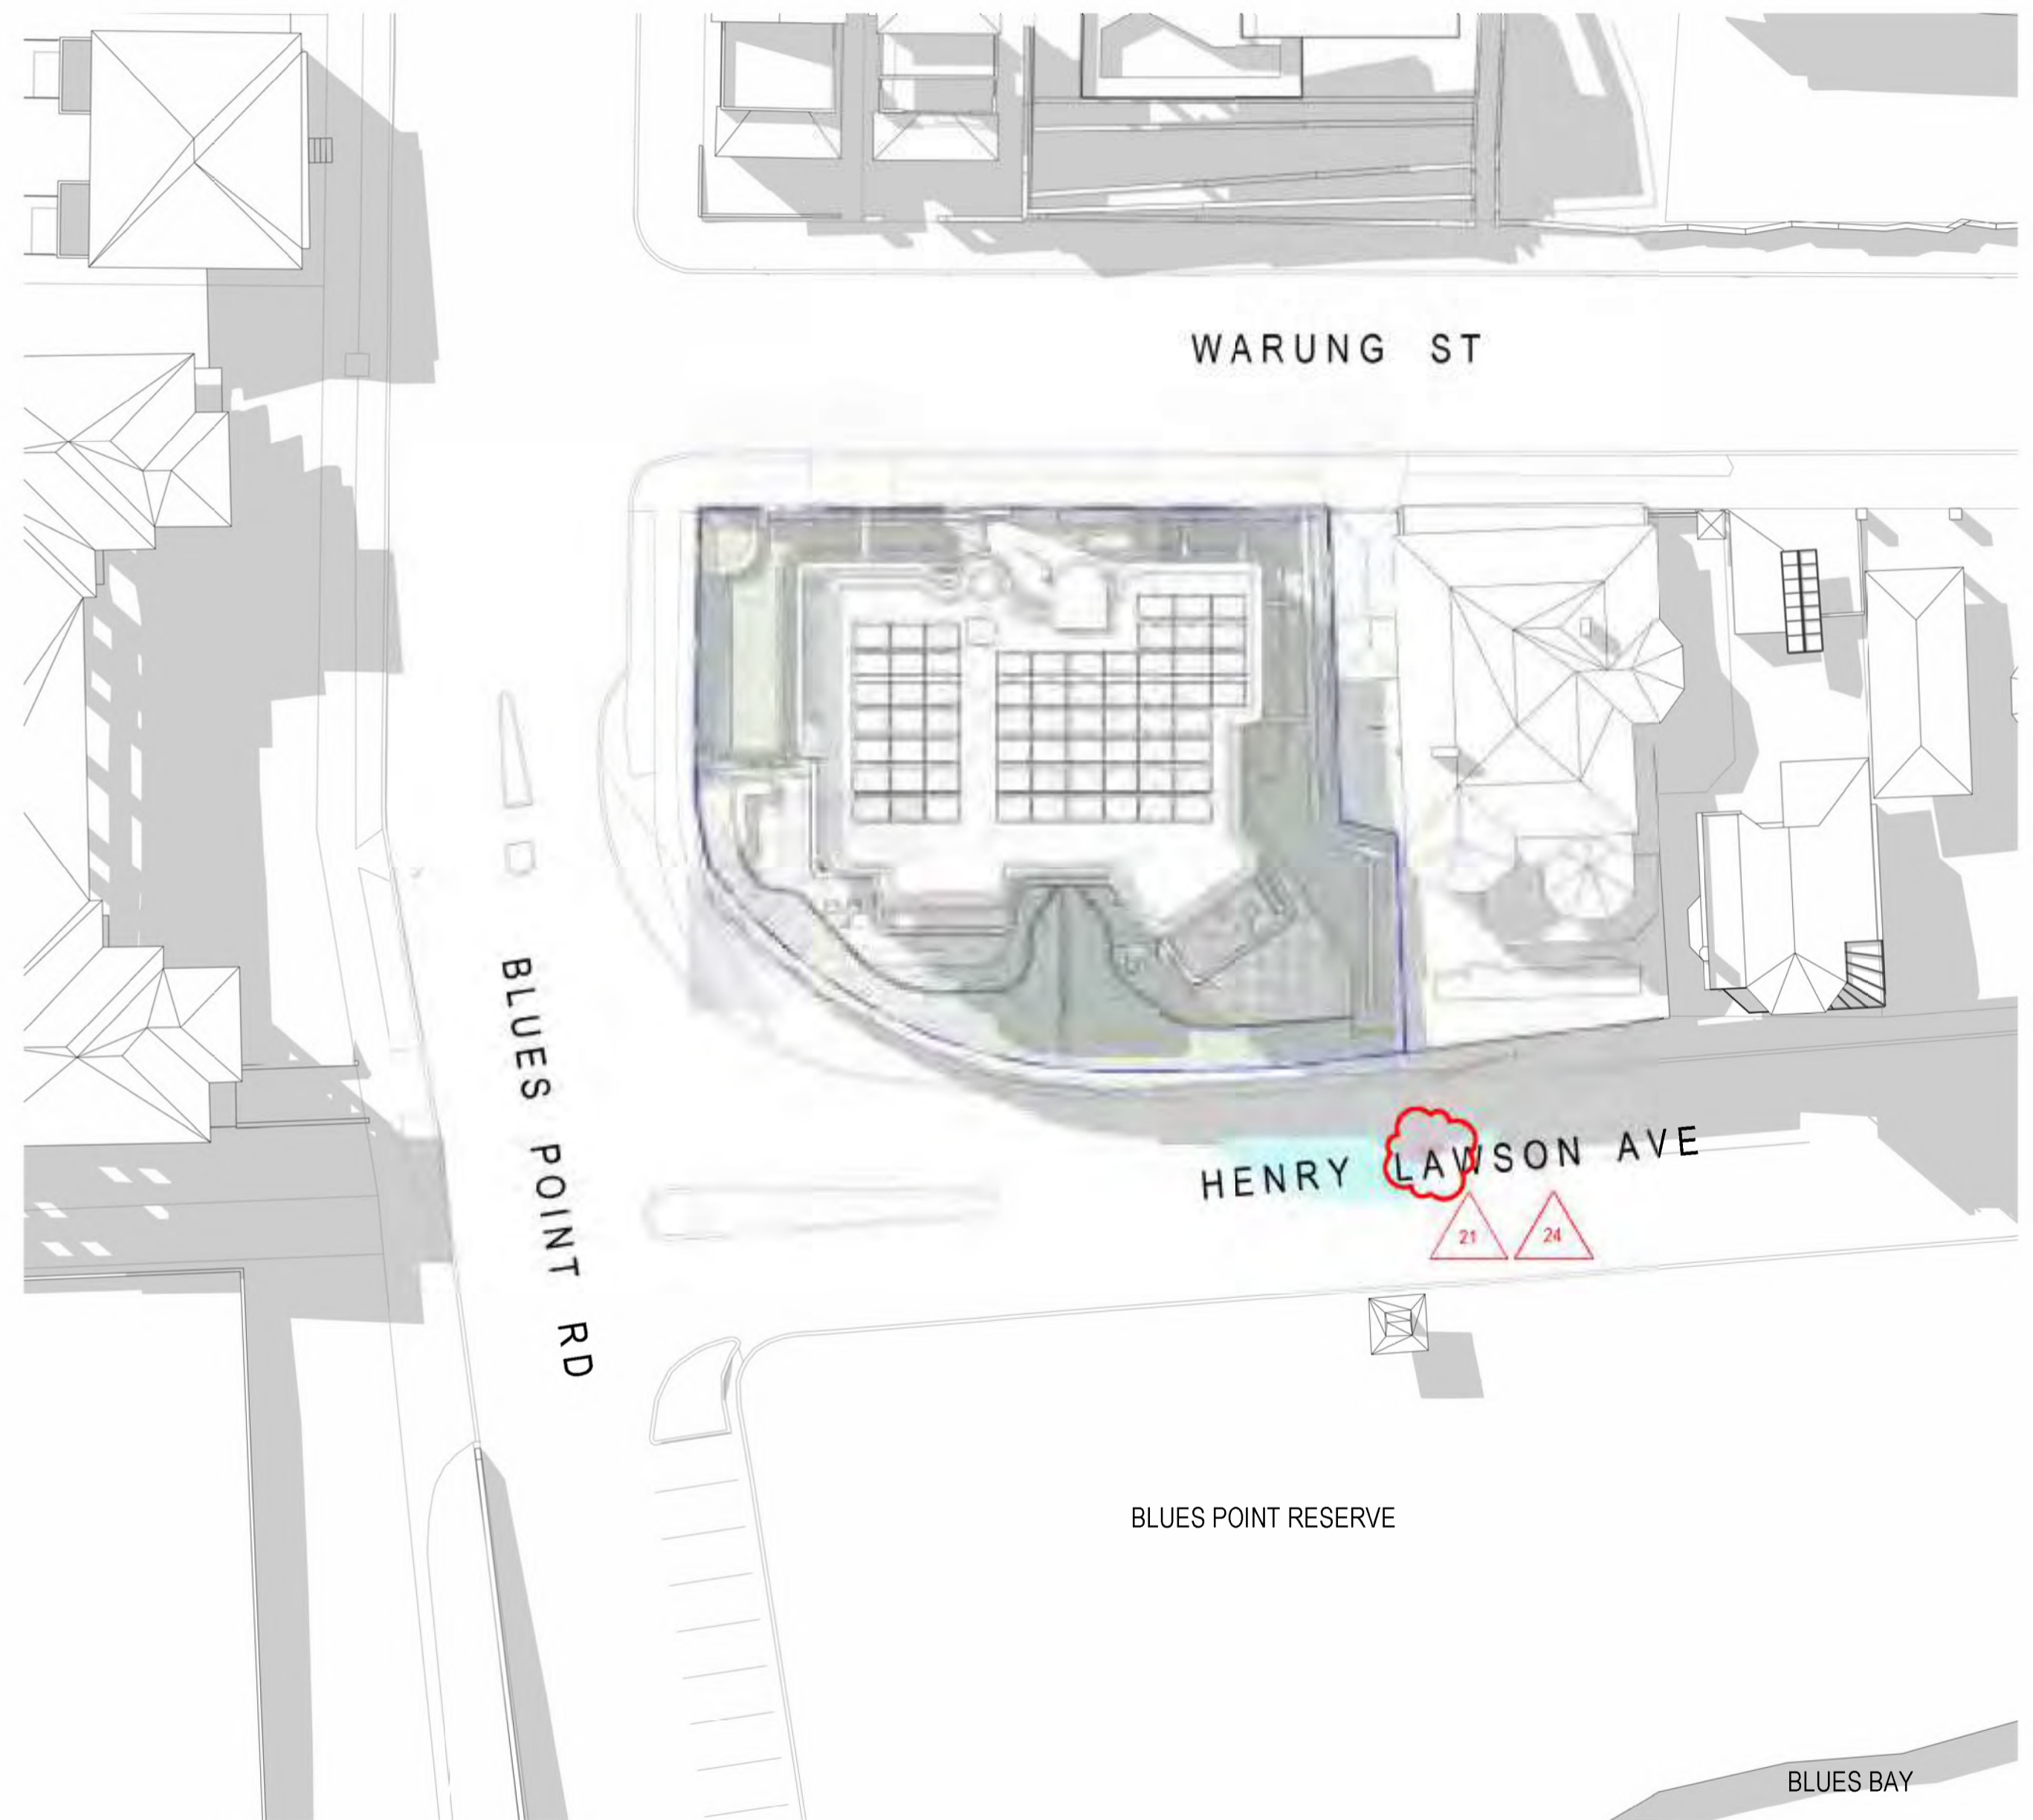 WARUNG ST
BLUES POINT RD
HENRY LAWSON AVE
21
24
BLUES POINT RESERVE
BLUES BAY